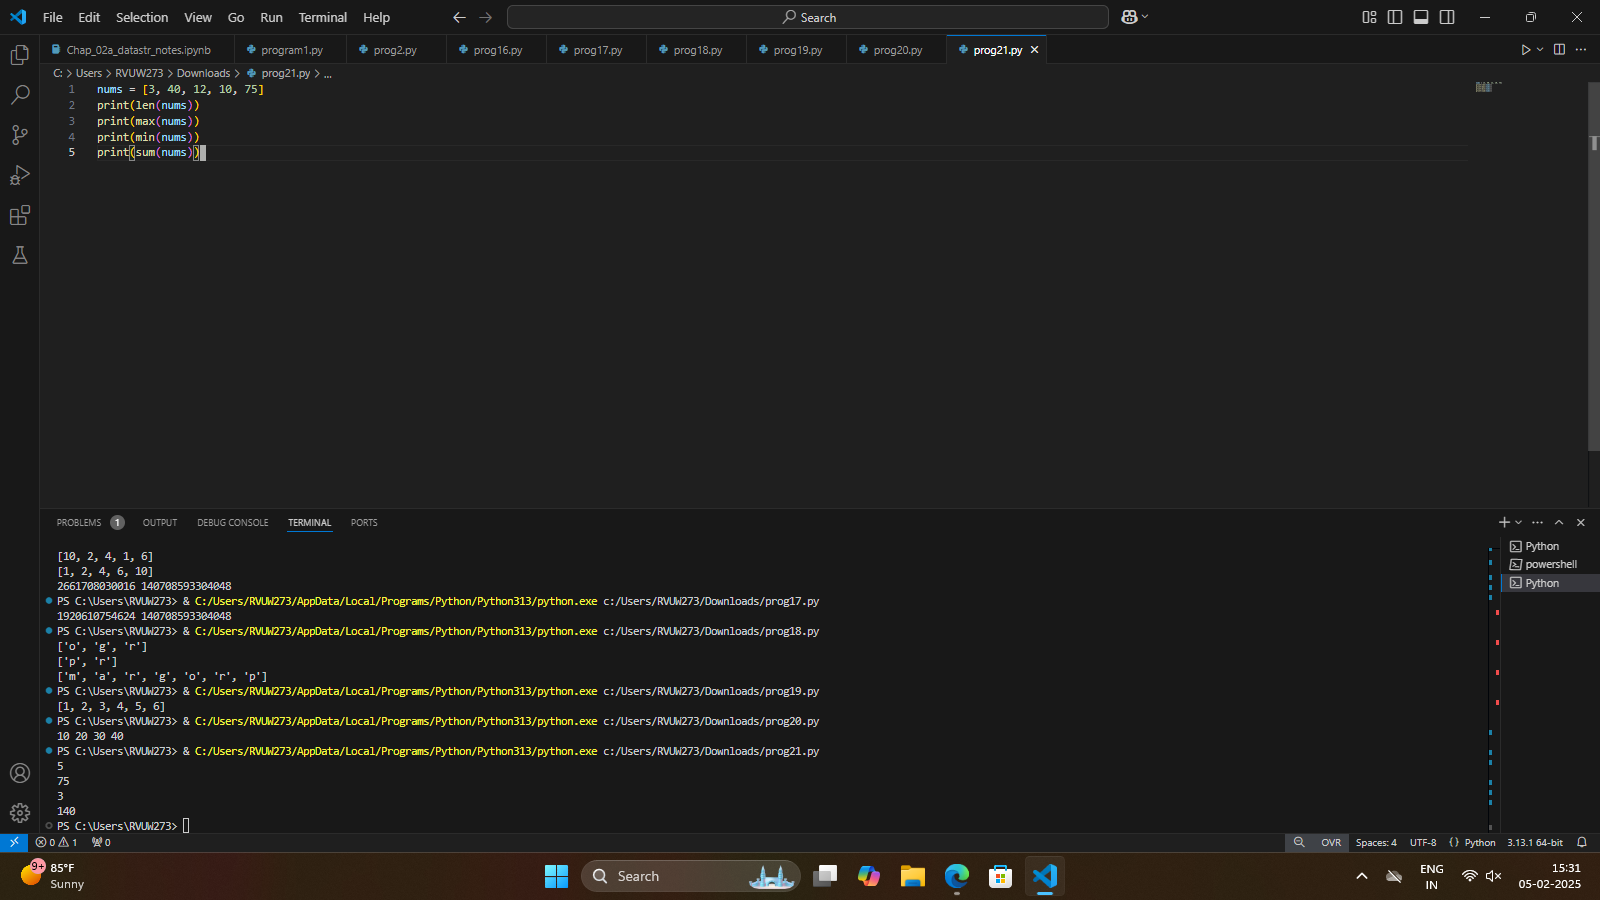 File Edit Selection View Go Run Terminal Help
Search
Chap_02a_datastr_notes.ipynb program1.py prog2.py prog16.py prog17.py prog18.py prog19.py prog20.py prog21.py
C: > Users > RVUW273 > Downloads > prog21.py > ...
1 nums = [3, 40, 12, 10, 75]
2 print(len(nums))
3 print(max(nums))
4 print(min(nums))
5 print(sum(nums))
PROBLEMS 1 OUTPUT DEBUG CONSOLE TERMINAL PORTS
[10, 2, 4, 1, 6]
[1, 2, 4, 6, 10]
2661708030016 140708593304048
PS C:\Users\RVUW273> & C:/Users/RVUW273/AppData/Local/Programs/Python/Python313/python.exe c:/Users/RVUW273/Downloads/prog17.py
1920610754624 140708593304048
PS C:\Users\RVUW273> & C:/Users/RVUW273/AppData/Local/Programs/Python/Python313/python.exe c:/Users/RVUW273/Downloads/prog18.py
['o', 'g', 'r']
['p', 'r']
['m', 'a', 'r', 'g', 'o', 'r', 'p']
PS C:\Users\RVUW273> & C:/Users/RVUW273/AppData/Local/Programs/Python/Python313/python.exe c:/Users/RVUW273/Downloads/prog19.py
[1, 2, 3, 4, 5, 6]
PS C:\Users\RVUW273> & C:/Users/RVUW273/AppData/Local/Programs/Python/Python313/python.exe c:/Users/RVUW273/Downloads/prog20.py
10 20 30 40
PS C:\Users\RVUW273> & C:/Users/RVUW273/AppData/Local/Programs/Python/Python313/python.exe c:/Users/RVUW273/Downloads/prog21.py
5
75
3
140
PS C:\Users\RVUW273>
Python
powershell
Python
0 1 0
OVR Spaces: 4 UTF-8 {} Python 3.13.1 64-bit
9+ 85°F
Sunny
Search
ENG
IN
15:31
05-02-2025